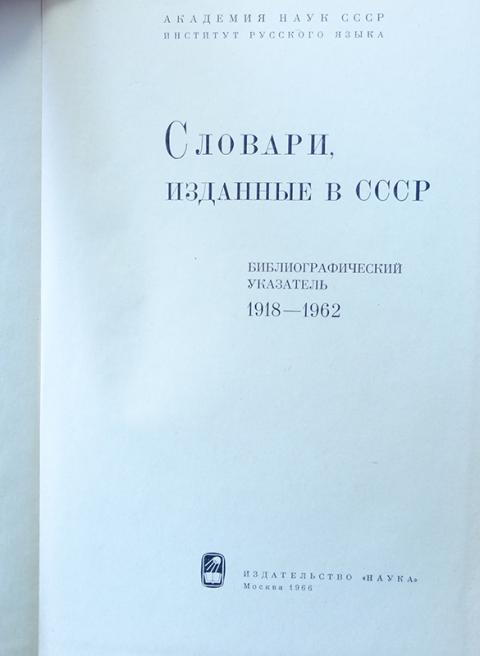 АКАДЕМИЯ НАУК СССР
ИНСТИТУТ РУССКОГО ЯЗЫКА
СЛОВАРИ,
ИЗДАННЫЕ В СССР
БИБЛИОГРАФИЧЕСКИЙ
УКАЗАТЕЛЬ
1918—1962
ИЗДАТЕЛЬСТВО «НАУКА»
Москва 1966